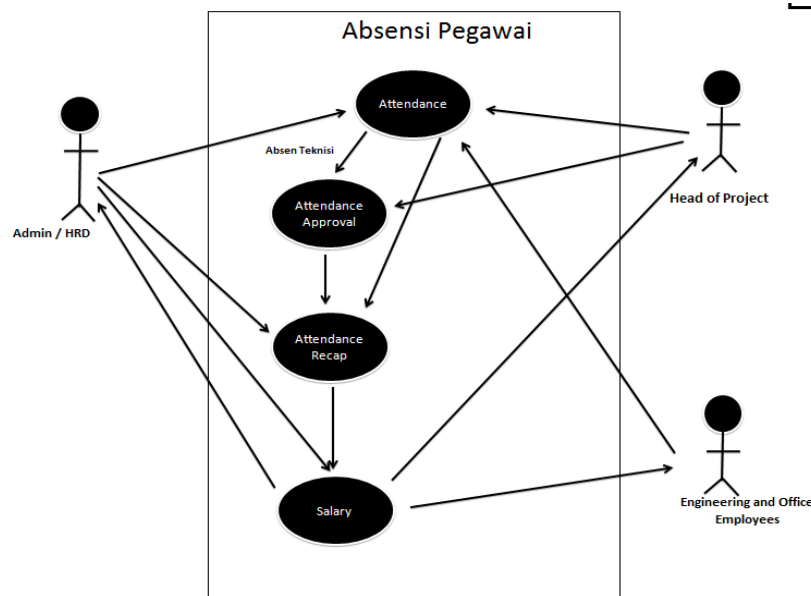 Absensi Pegawai
Attendance
Absen Teknisi
Attendance
Approval
Head of Project
Admin / HRD
Attendance
Recap
Salary
Engineering and Office
Employees